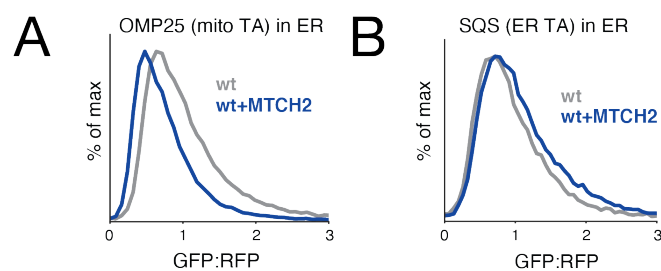 A
OMP25 (mito TA) in ER
% of max
wt
wt+MTCH2
0 1 2 3
GFP:RFP
B
SQS (ER TA) in ER
% of max
wt
wt+MTCH2
0 1 2 3
GFP:RFP